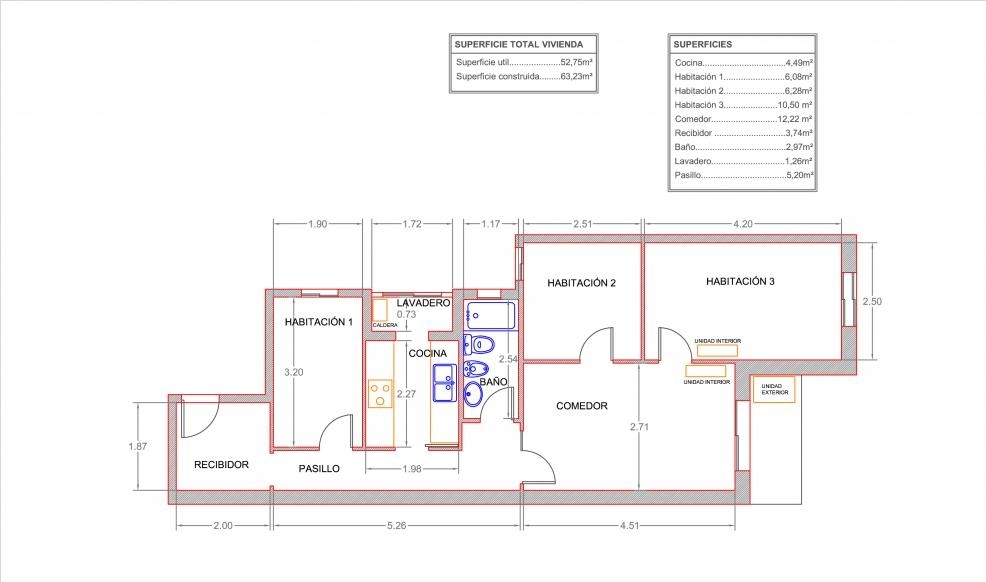 SUPERFICIE TOTAL VIVIENDA
Superficie util.....................52,75m²
Superficie construida........63,23m²
SUPERFICIES
Cocina...............................4,49m²
Habitación 1.......................6,08m²
Habitación 2.......................6,28m²
Habitación 3....................10,50 m²
Comedor.........................12,22 m²
Recibidor ..........................3,74m²
Baño..................................2,97m²
Lavadero............................1,26m²
Pasillo................................5,20m²
1.90
1.72
1.17
2.51
4.20
HABITACIÓN 1
LAVADERO
0.73
CALDERA
HABITACIÓN 2
HABITACIÓN 3
2.50
COCINA
2.54
UNIDAD INTERIOR
3.20
2.27
BAÑO
UNIDAD INTERIOR
UNIDAD
EXTERIOR
COMEDOR
2.71
1.87
RECIBIDOR
PASILLO
1.98
2.00
5.26
4.51